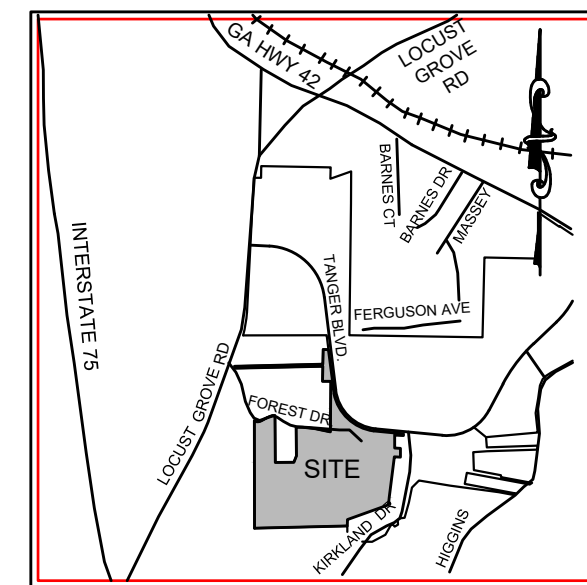 GA HWY 42
LOCUST
GROVE
RD
BARNES CT
BARNES DR
MASSEY
INTERSTATE 75
TANGER BLVD.
FERGUSON AVE
LOCUST GROVE RD
FOREST DR
SITE
KIRKLAND DR
HIGGINS